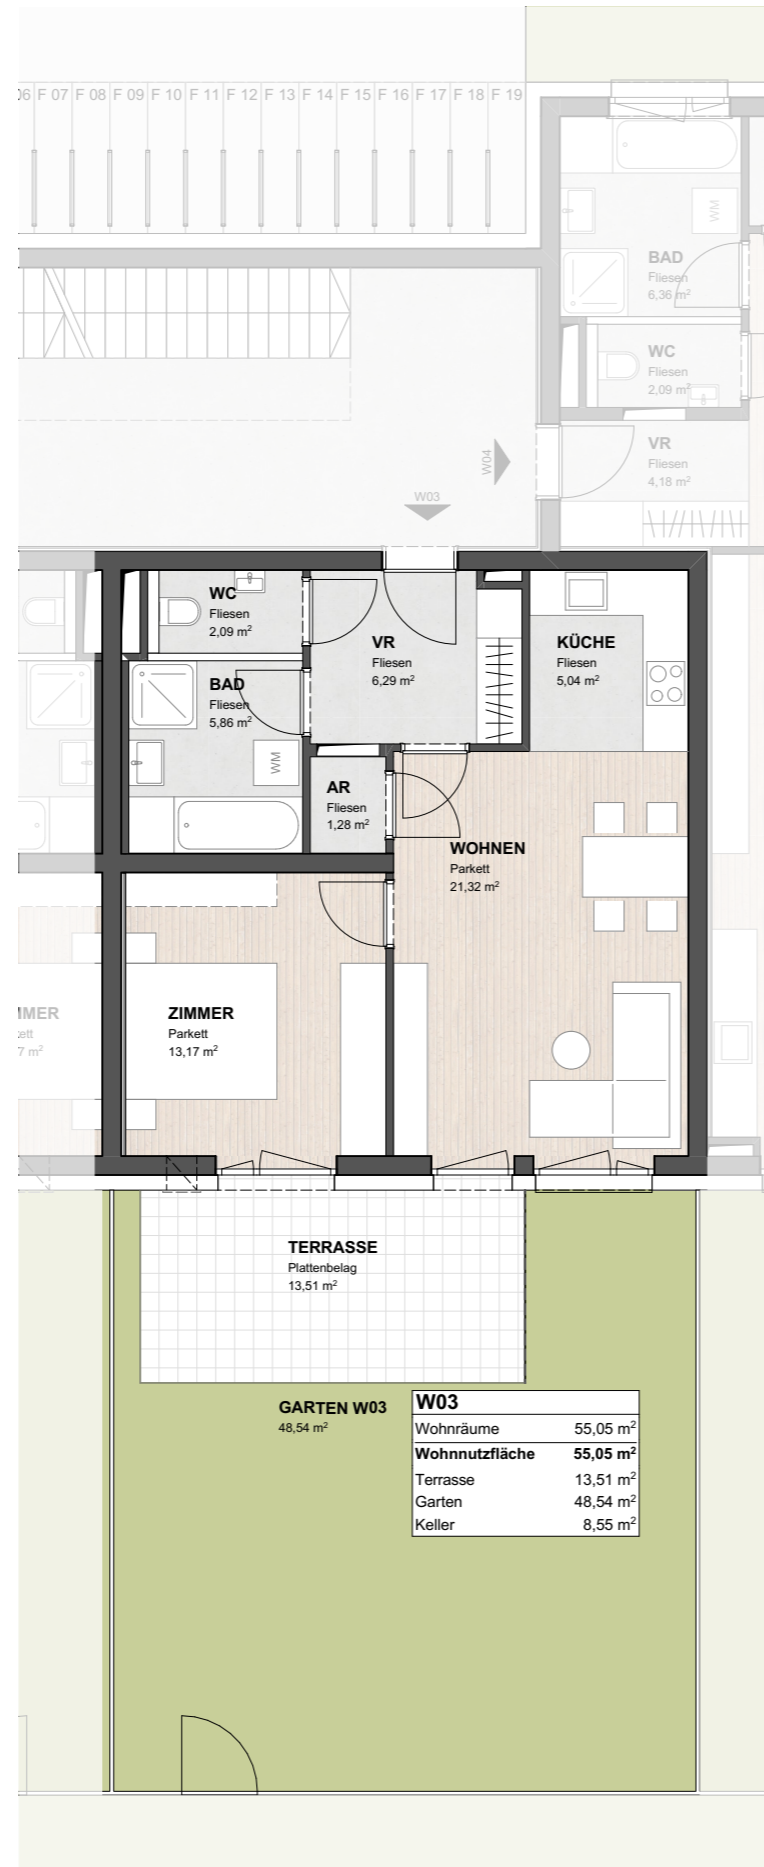 06 F 07 F 08 F 09 F 10 F 11 F 12 F 13 F 14 F 15 F 16 F 17 F 18 F 19
WM
BAD
Fliesen
6,36 m²
WC
Fliesen
2,09 m²
VR
Fliesen
4,18 m²
W04
W03
WC
Fliesen
2,09 m²
VR
Fliesen
6,29 m²
KÜCHE
Fliesen
5,04 m²
BAD
Fliesen
5,86 m²
WM
AR
Fliesen
1,28 m²
WOHNEN
Parkett
21,32 m²
ZIMMER
Parkett
13,17 m²
MMER
kett
7 m²
TERRASSE
Plattenbelag
13,51 m²
GARTEN W03
48,54 m²
W03
Wohnräume 55,05 m²
Wohnnutzfläche 55,05 m²
Terrasse 13,51 m²
Garten 48,54 m²
Keller 8,55 m²